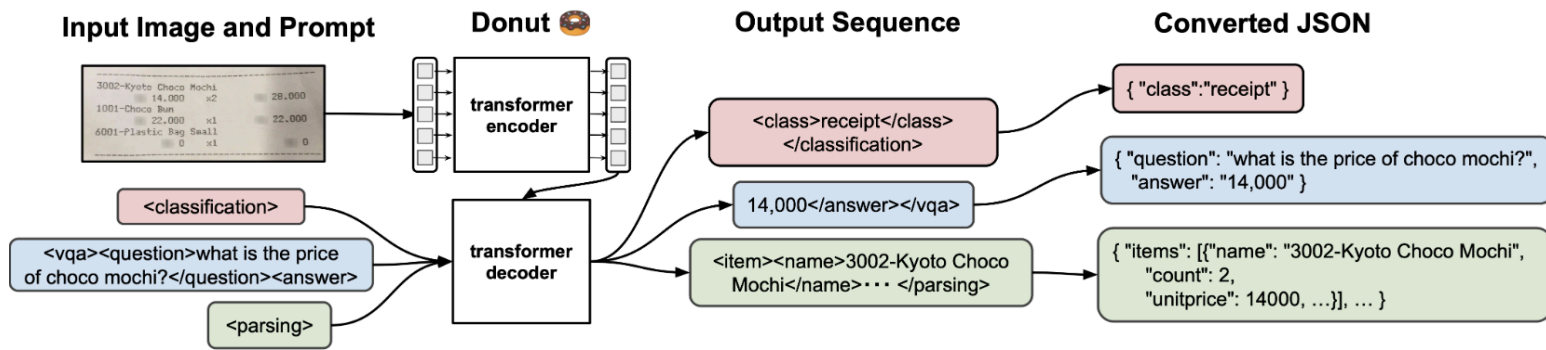 Input Image and Prompt
Donut 🍩
Output Sequence
Converted JSON
3002-Kyoto Choco Mochi
14.000 x2 28.000
1001-Choco Bun
22.000 x1 22.000
6001-Plastic Bag Small
0 x1 0
transformer
encoder
<classification>
<vqa><question>what is the price
of choco mochi?</question><answer>
<parsing>
transformer
decoder
<class>receipt</class>
</classification>
14,000</answer></vqa>
<item><name>3002-Kyoto Choco
Mochi</name>··· </parsing>
{ "class":"receipt" }
{ "question": "what is the price of choco mochi?",
"answer": "14,000" }
{ "items": [{"name": "3002-Kyoto Choco Mochi",
"count": 2,
"unitprice": 14000, …}], … }